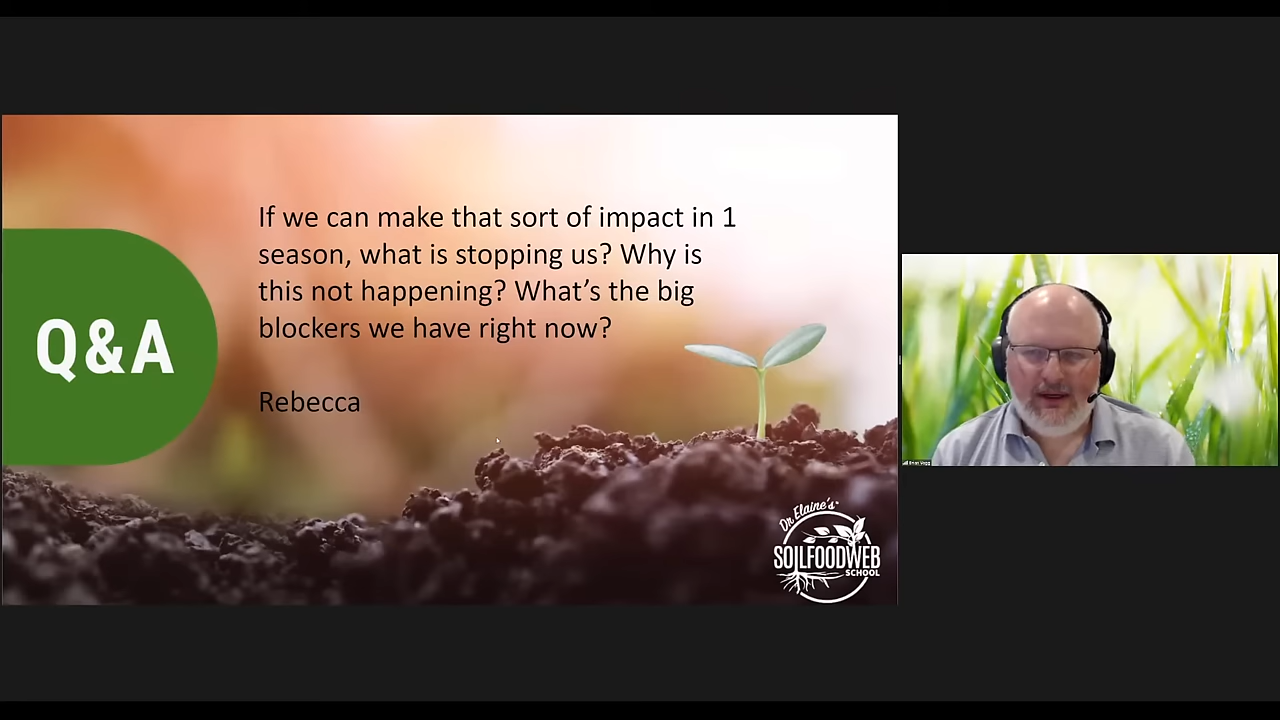 If we can make that sort of impact in 1
season, what is stopping us? Why is
this not happening? What’s the big
blockers we have right now?
Rebecca
Q&A
Dr Elaine's
SOILFOODWEB
SCHOOL